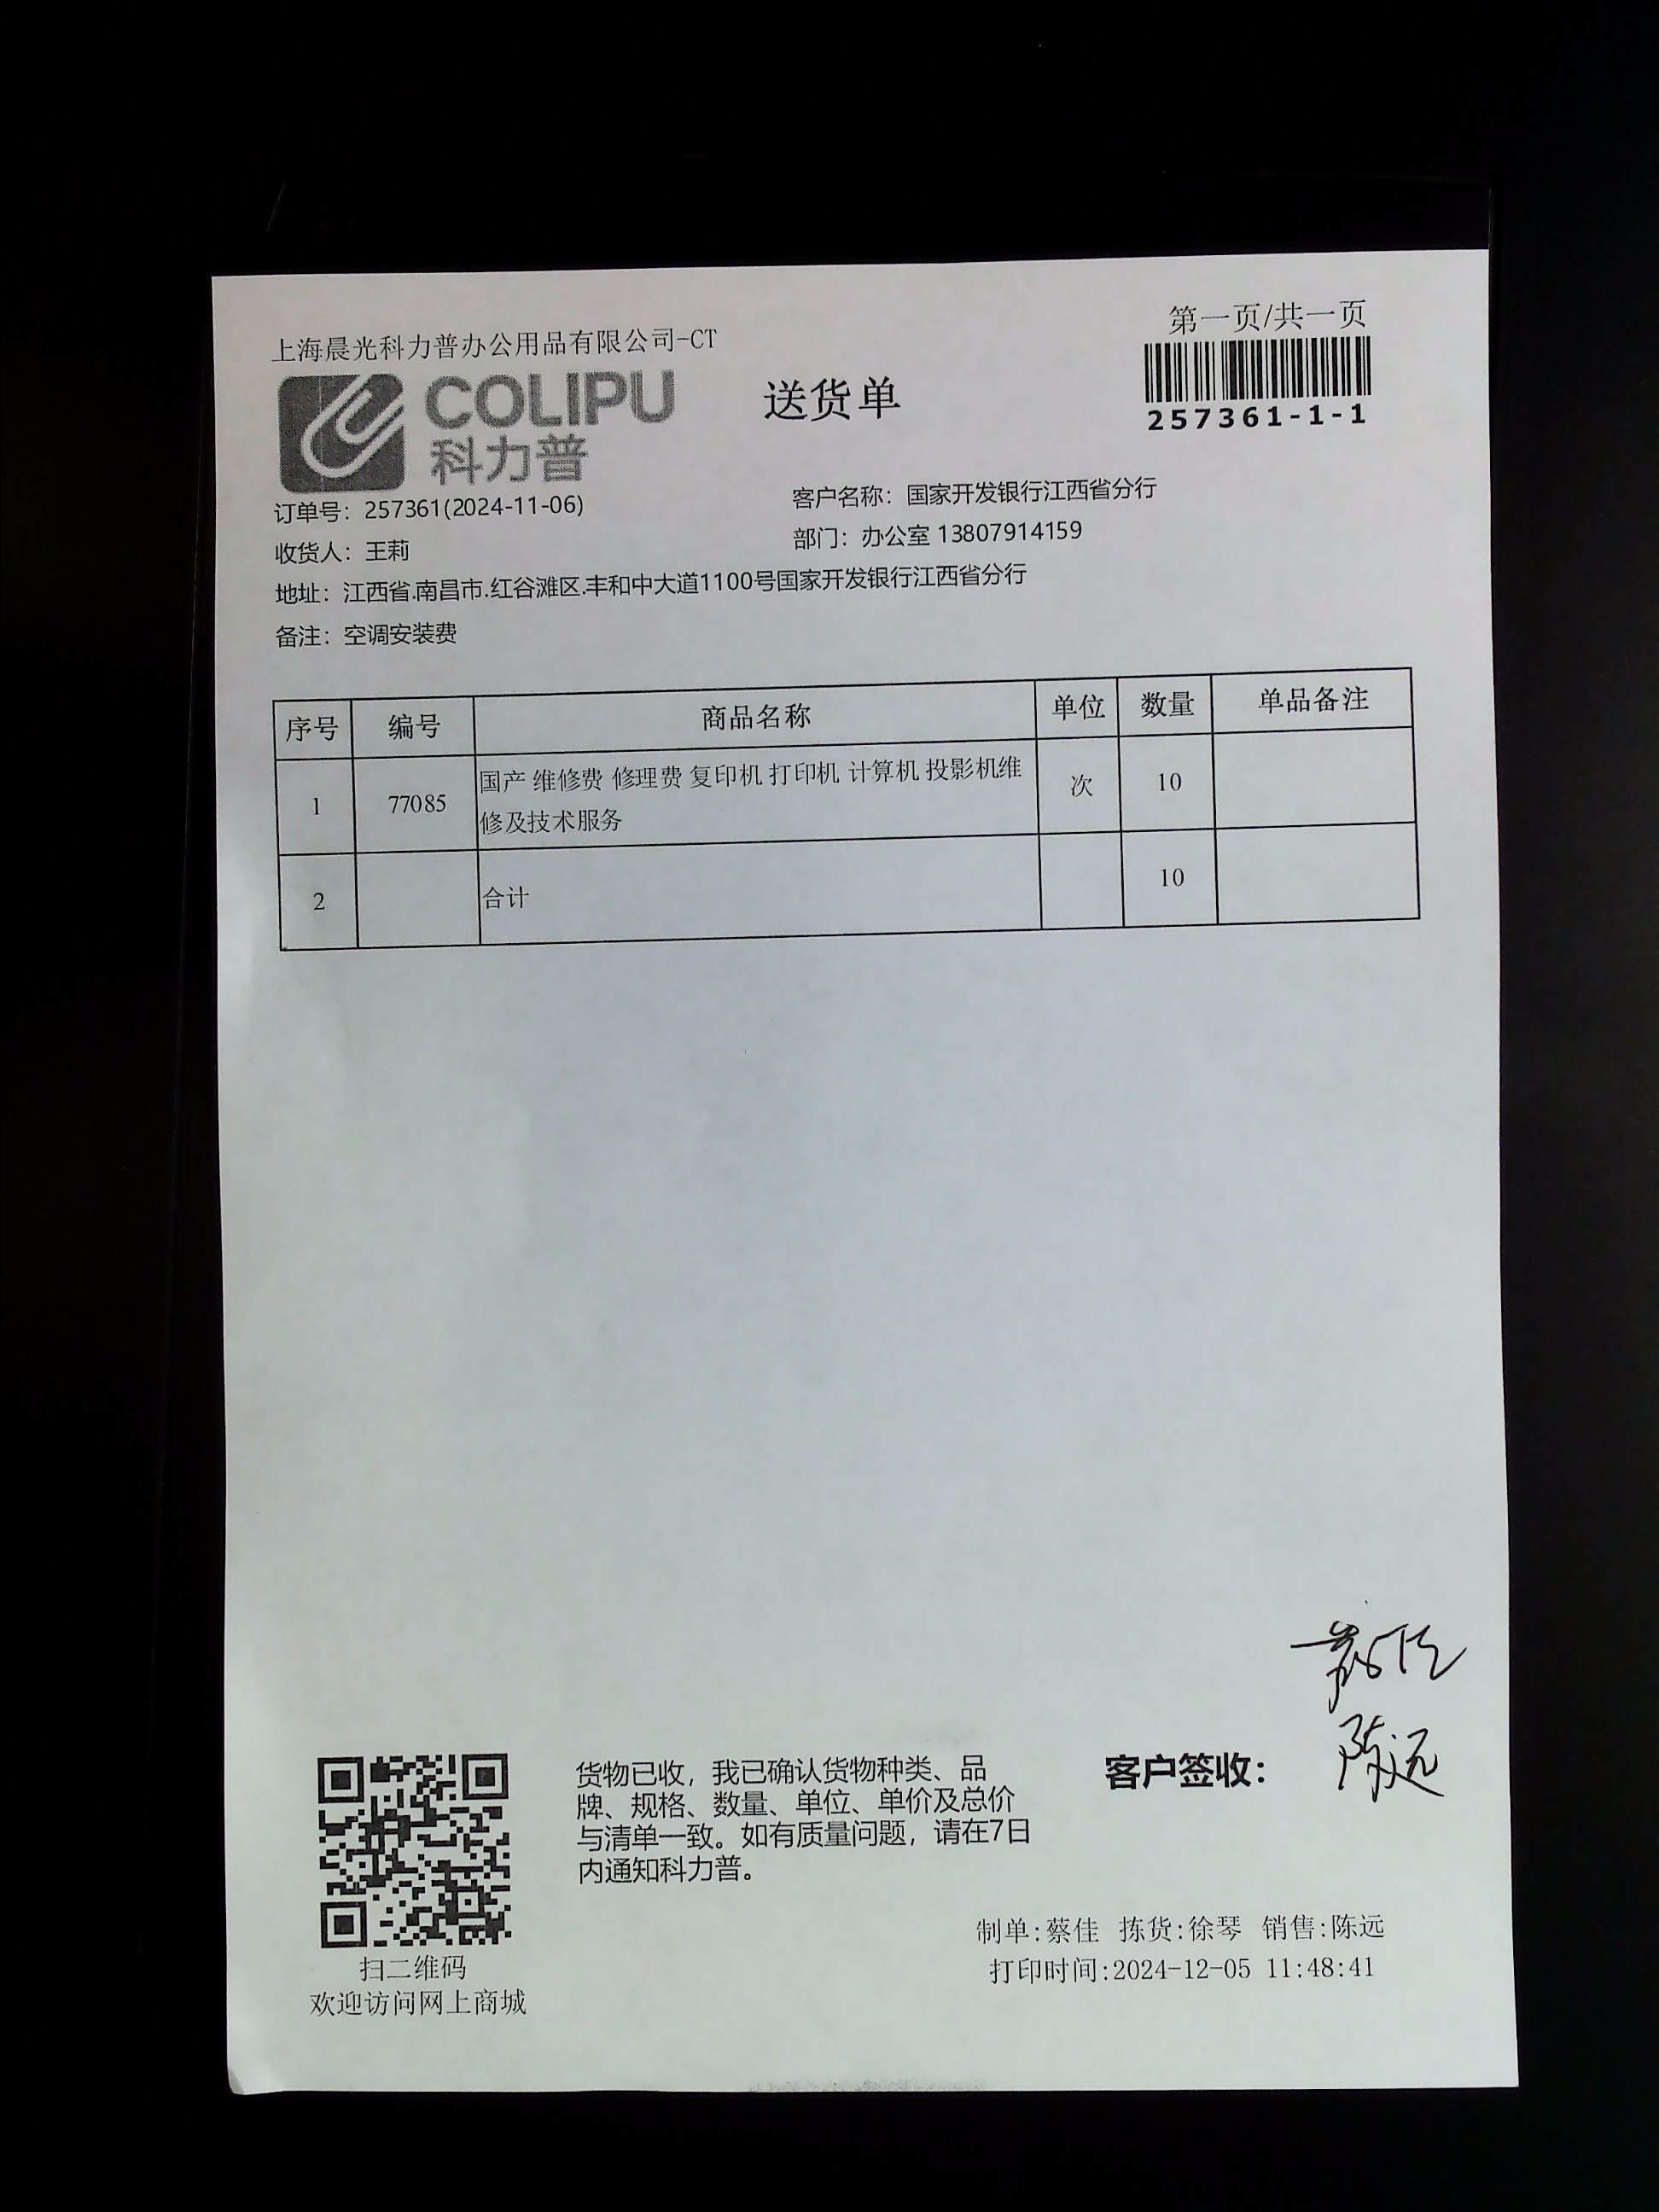 第一页/共一页
上海晨光科力普办公用品有限公司-CT
COLIPU
科力普
送货单
257361-1-1
订单号：257361(2024-11-06)
客户名称：国家开发银行江西省分行
收货人：王莉
部门：办公室 13807914159
地址：江西省.南昌市.红谷滩区.丰和中大道1100号国家开发银行江西省分行
备注：空调安装费
序号 编号 商品名称 单位 数量 单品备注
1 77085 国产 维修费 修理费 复印机 打印机 计算机 投影机维 次 10
修及技术服务
2 合计 10
货物已收，我已确认货物种类、品
牌、规格、数量、单位、单价及总价
与清单一致。如有质量问题，请在7日
内通知科力普。
客户签收：
陈远
制单:蔡佳 拣货:徐琴 销售:陈远
打印时间:2024-12-05 11:48:41
扫二维码
欢迎访问网上商城